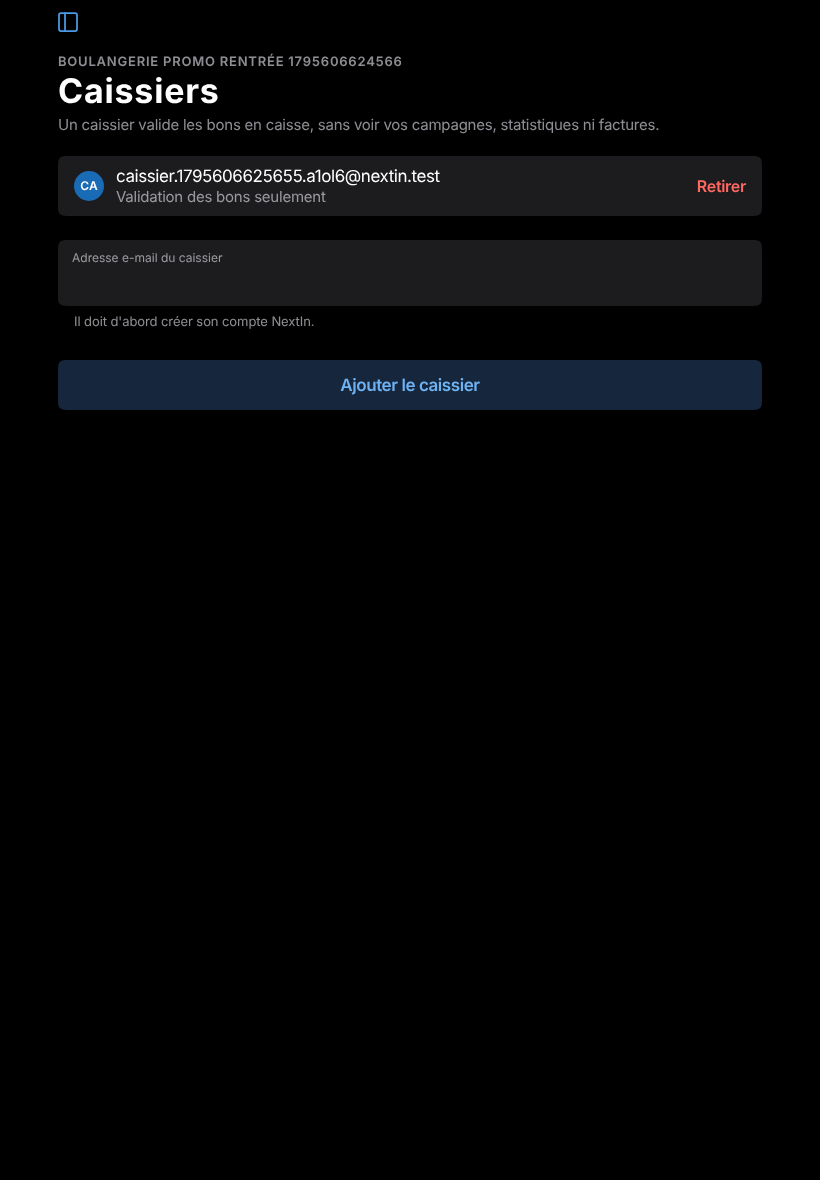 BOULANGERIE PROMO RENTRÉE 1795606624566
Caissiers
Un caissier valide les bons en caisse, sans voir vos campagnes, statistiques ni factures.
CA
caissier.1795606625655.a1ol6@nextin.test
Validation des bons seulement
Retirer
Adresse e-mail du caissier
Il doit d'abord créer son compte NextIn.
Ajouter le caissier